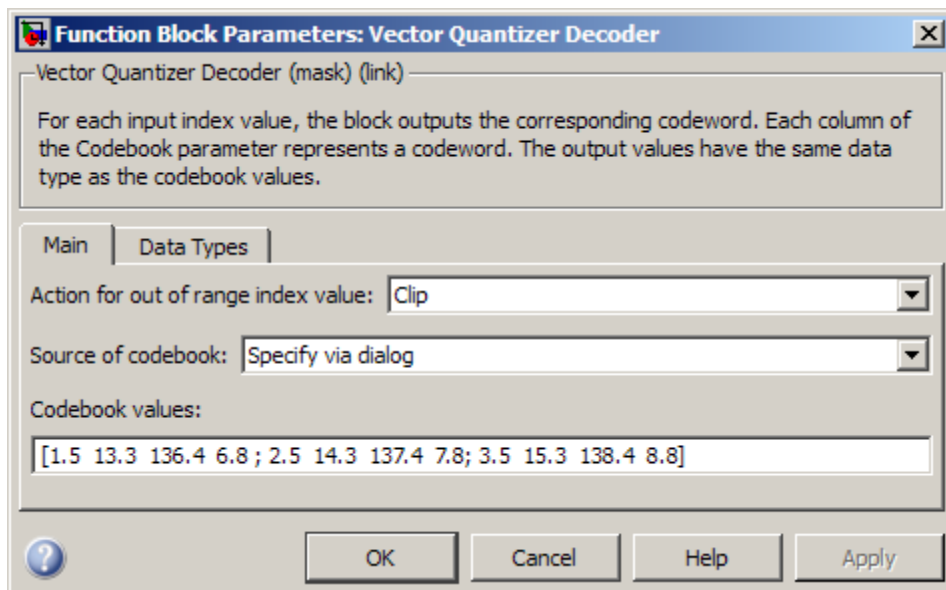 Function Block Parameters: Vector Quantizer Decoder
Vector Quantizer Decoder (mask) (link)
For each input index value, the block outputs the corresponding codeword. Each column of
the Codebook parameter represents a codeword. The output values have the same data
type as the codebook values.
Main Data Types
Action for out of range index value: Clip
Source of codebook: Specify via dialog
Codebook values:
[1.5 13.3 136.4 6.8 ; 2.5 14.3 137.4 7.8; 3.5 15.3 138.4 8.8]
? OK Cancel Help Apply